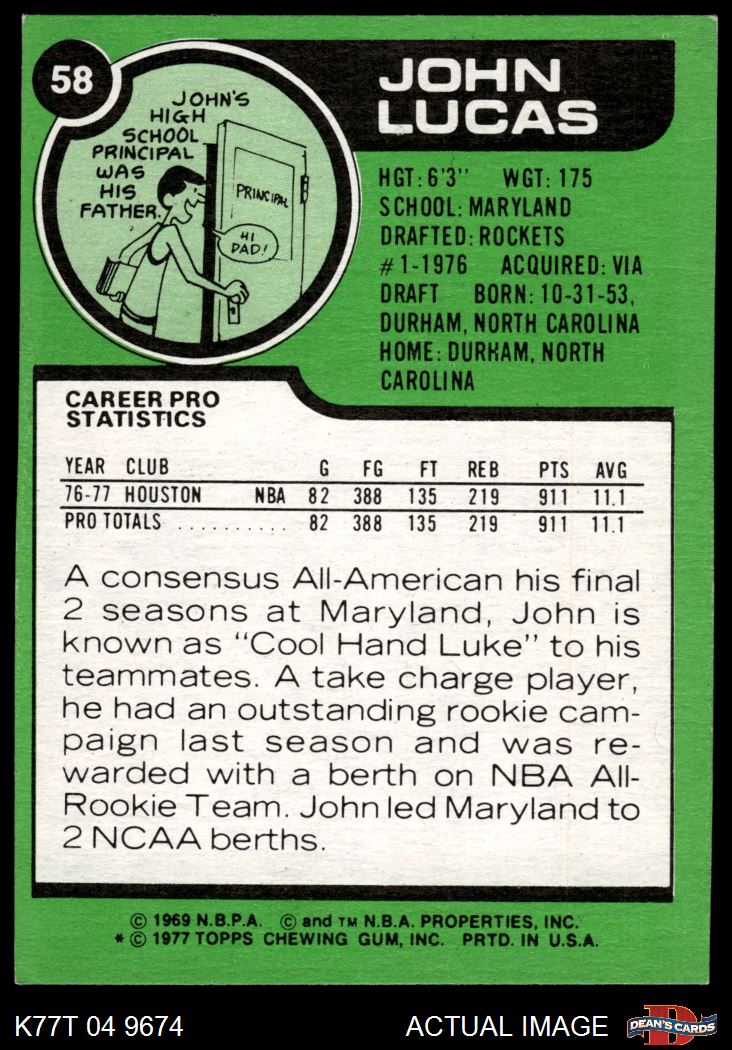 58
JOHN'S
HIGH
SCHOOL
PRINCIPAL
WAS
HIS
FATHER.
PRINCIPAL
HI
DAD!
JOHN
LUCAS
HGT: 6'3" WGT: 175
SCHOOL: MARYLAND
DRAFTED: ROCKETS
#1-1976 ACQUIRED: VIA
DRAFT BORN: 10-31-53,
DURHAM, NORTH CAROLINA
HOME: DURHAM, NORTH
CAROLINA
CAREER PRO
STATISTICS
YEAR CLUB G FG FT REB PTS AVG
76-77 HOUSTON NBA 82 388 135 219 911 11.1
PRO TOTALS .......... 82 388 135 219 911 11.1
A consensus All-American his final
2 seasons at Maryland, John is
known as "Cool Hand Luke" to his
teammates. A take charge player,
he had an outstanding rookie cam-
paign last season and was re-
warded with a berth on NBA All-
Rookie Team. John led Maryland to
2 NCAA berths.
© 1969 N.B.P.A. © and TM N.B.A. PROPERTIES, INC.
* © 1977 TOPPS CHEWING GUM, INC. PRTD. IN U.S.A.
K77T 04 9674 ACTUAL IMAGE
D
DEAN'S CARDS